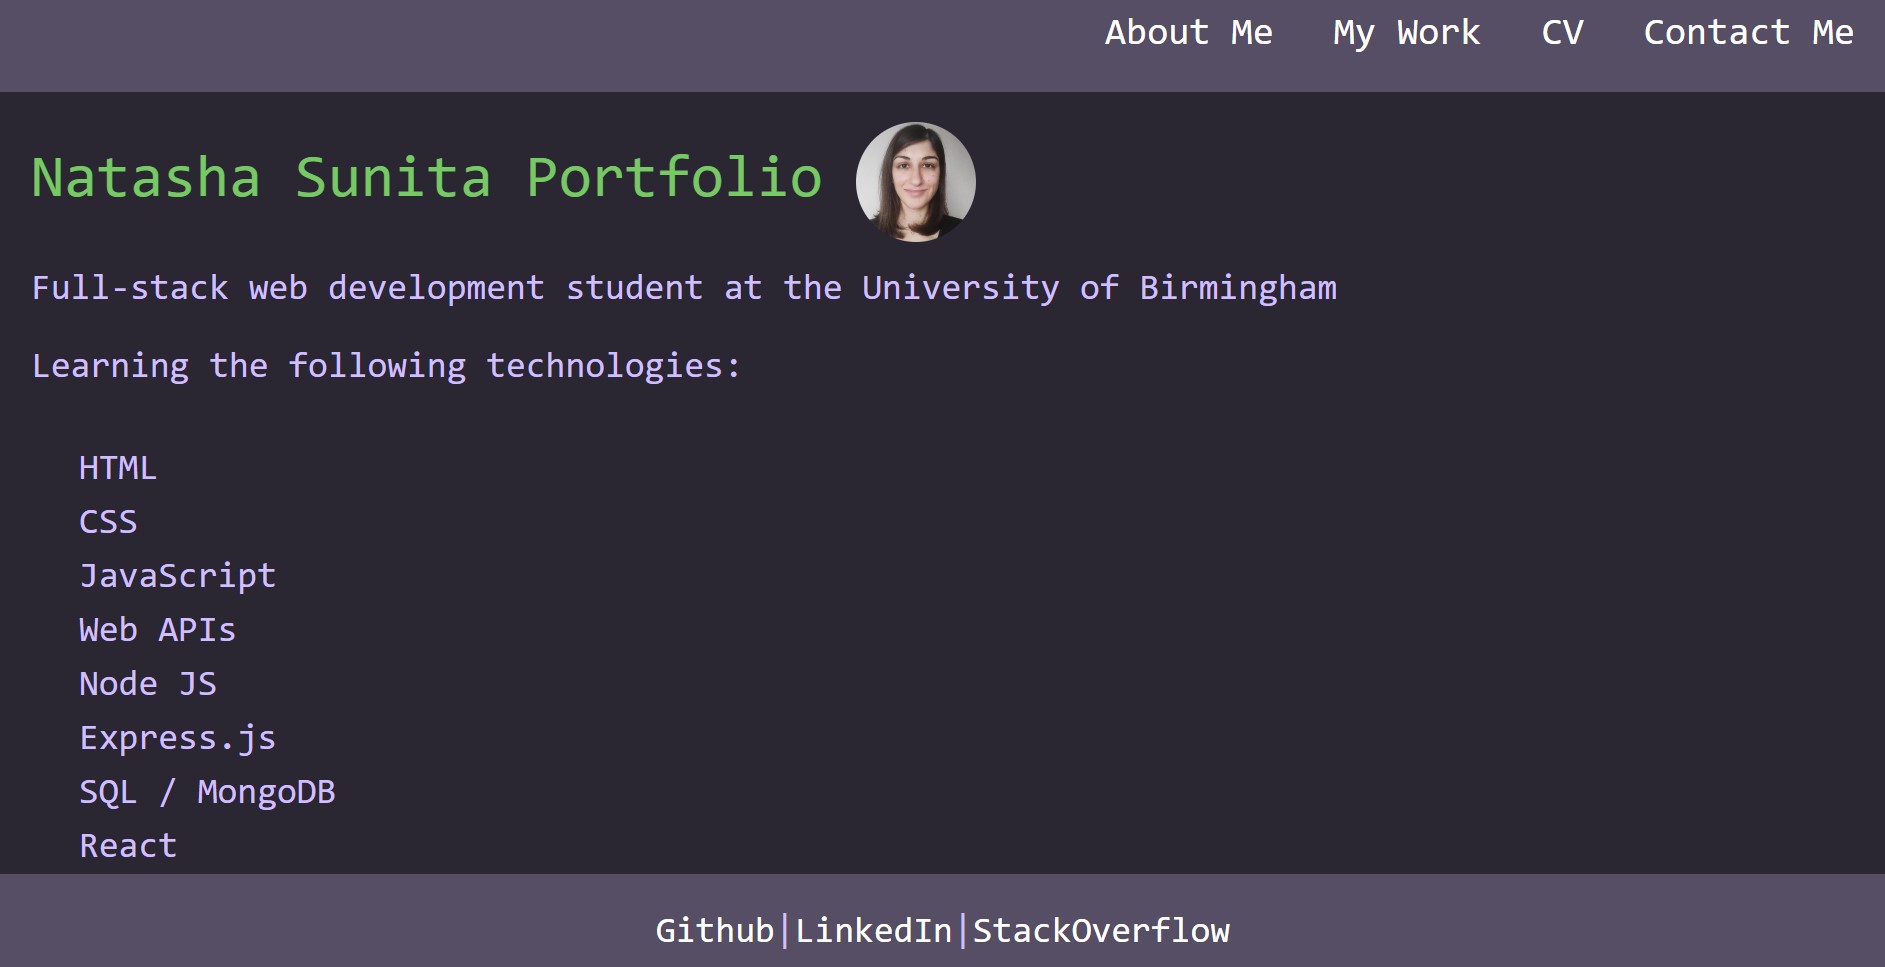 About Me My Work CV Contact Me
Natasha Sunita Portfolio
Full-stack web development student at the University of Birmingham
Learning the following technologies:
HTML
CSS
JavaScript
Web APIs
Node JS
Express.js
SQL / MongoDB
React
Github|LinkedIn|StackOverflow